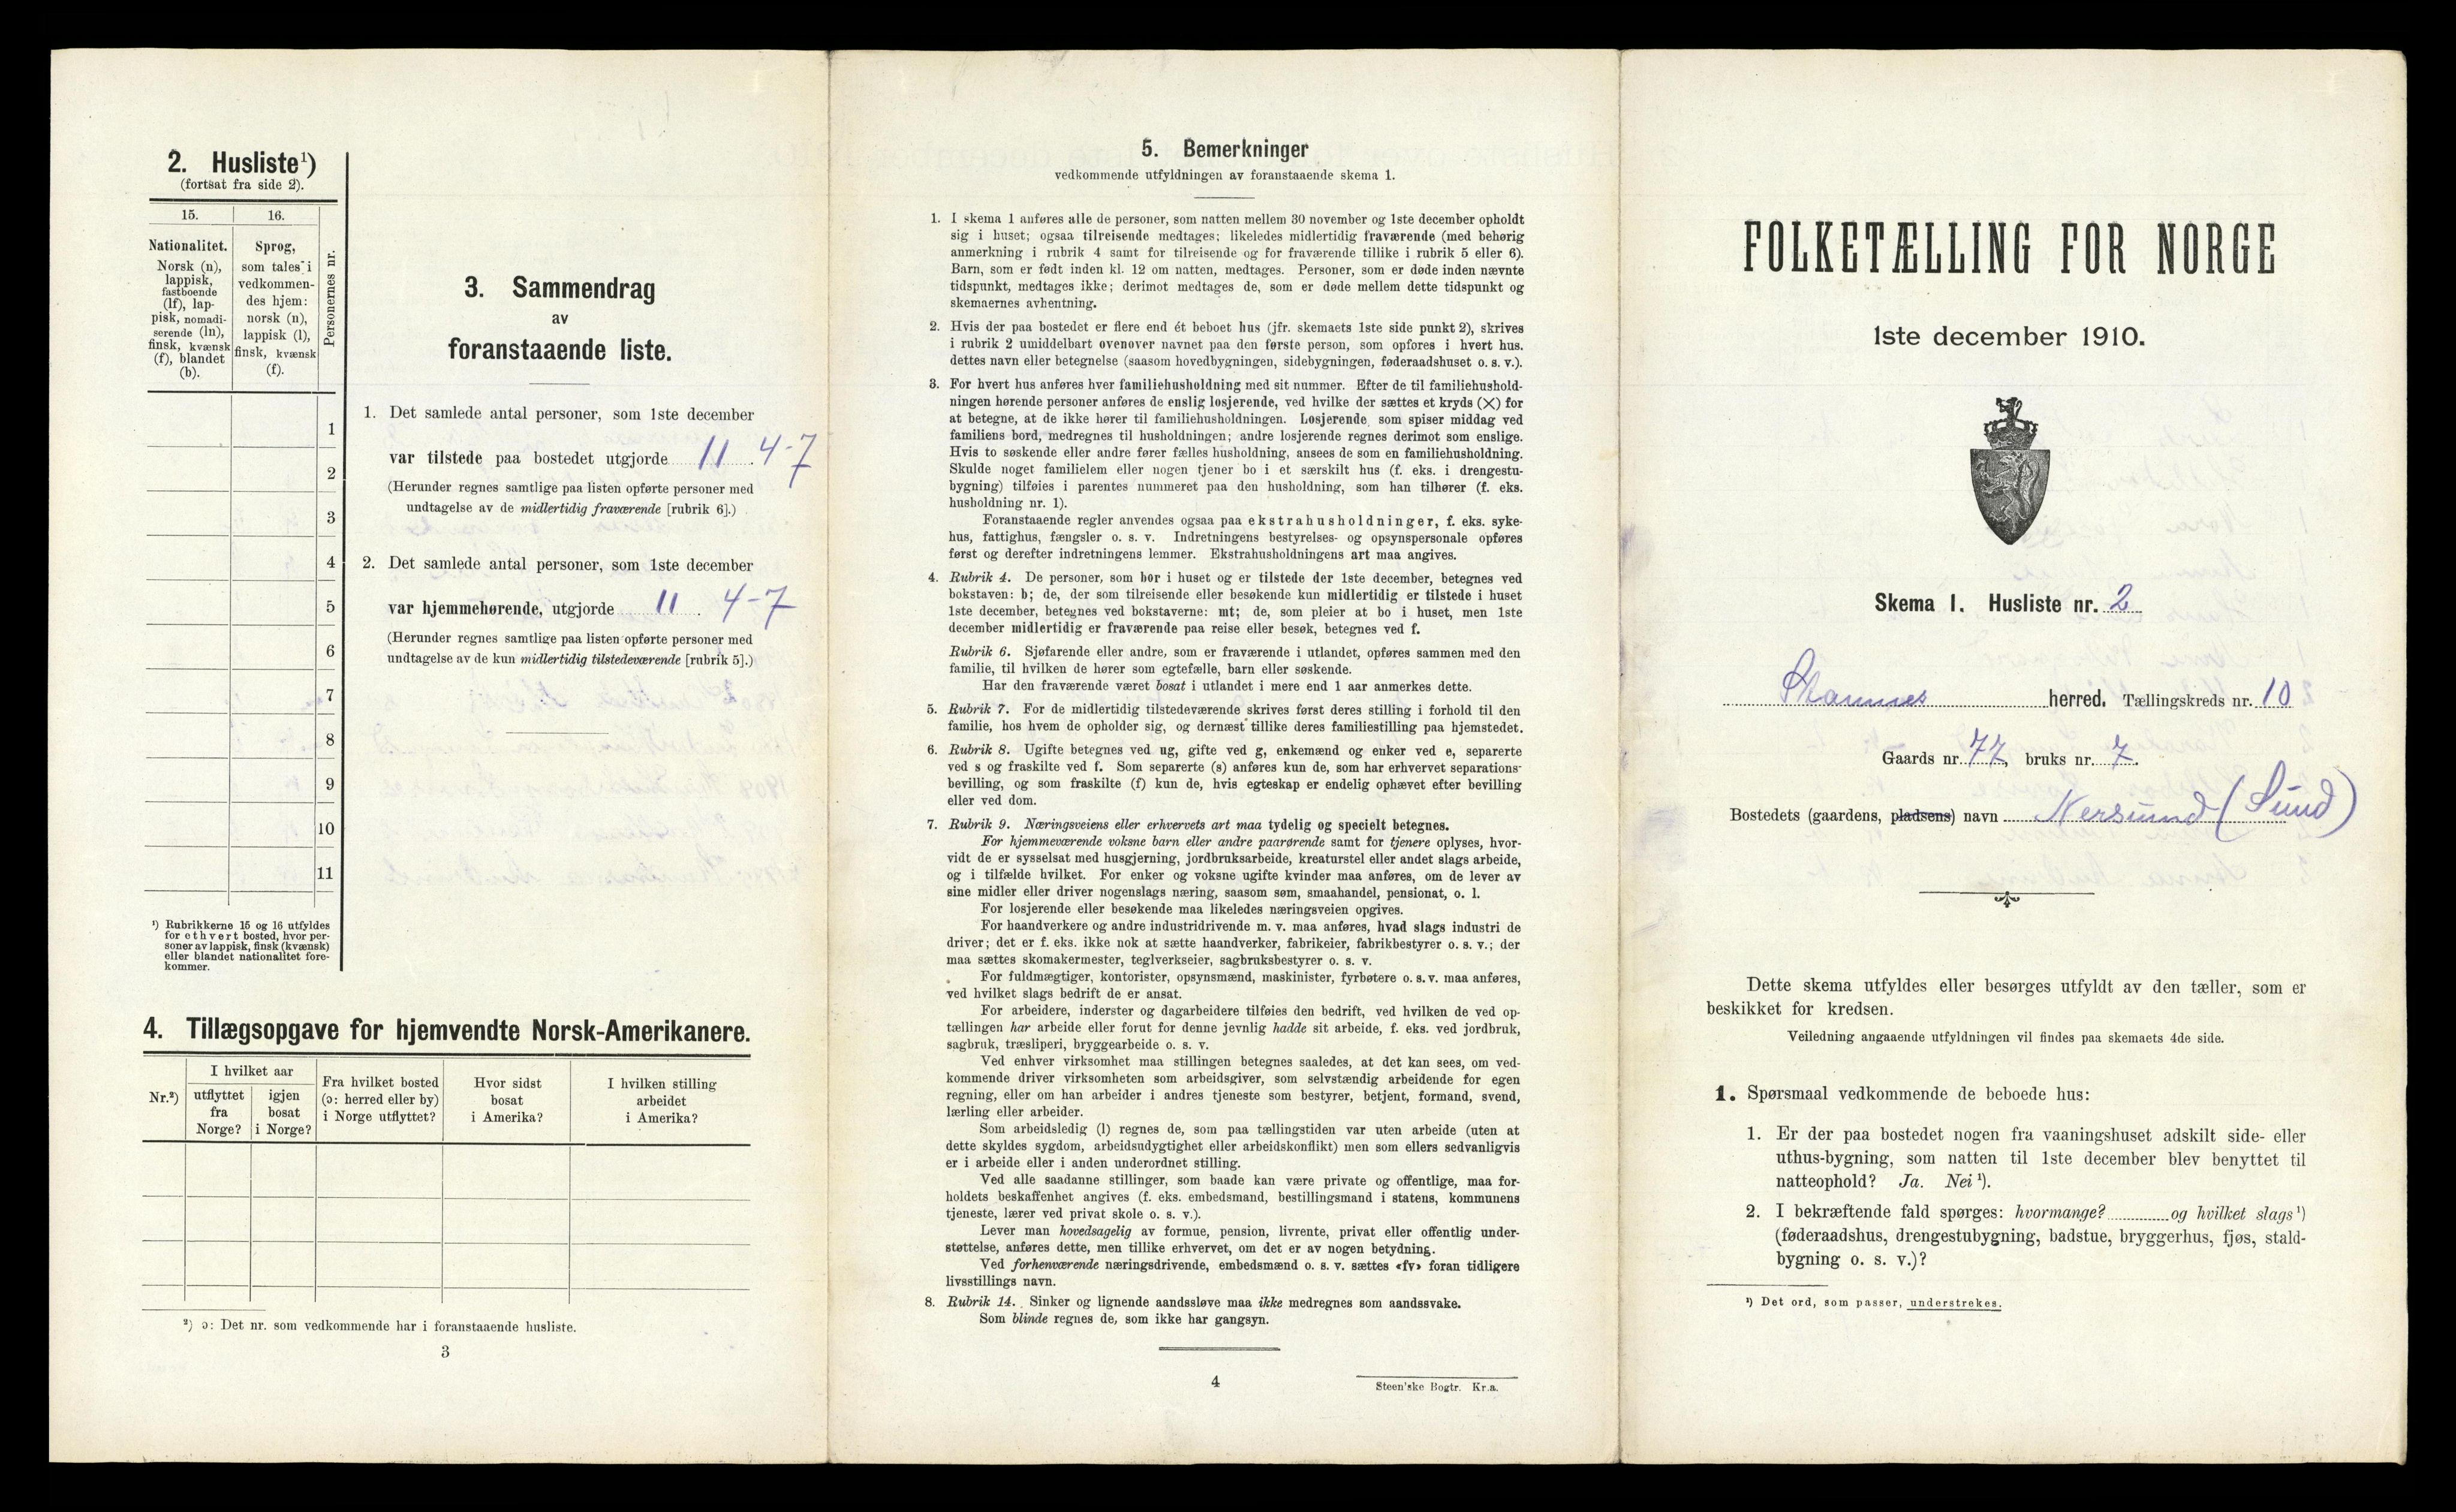 2. Husliste¹)
(fortsat fra side 2).
15.
16.
Personernes nr.
Nationalitet.
Norsk (n),
lappisk,
fastboende
(lf), lap-
pisk, nomadi-
serende (ln),
finsk, kvænsk
(f), blandet
(b).
Sprog,
som tales i
vedkommen-
des hjem:
norsk (n),
lappisk (l),
finsk, kvænsk
(f).
1
2
3
4
5
6
7
8
9
10
11
¹) Rubrikkerne 15 og 16 utfyldes
for ethvert bosted, hvor per-
soner av lappisk, finsk (kvænsk)
eller blandet nationalitet fore-
kommer.
3. Sammendrag
av
foranstaaende liste.
1. Det samlede antal personer, som 1ste december
var tilstede paa bostedet utgjorde 11 4-7
(Herunder regnes samtlige paa listen opførte personer med
undtagelse av de midlertidig fraværende [rubrik 6].)
2. Det samlede antal personer, som 1ste december
var hjemmehørende, utgjorde 11. 4-7
(Herunder regnes samtlige paa listen opførte personer med
undtagelse av de kun midlertidig tilstedeværende [rubrik 5].)
4. Tillægsopgave for hjemvendte Norsk-Amerikanere.
Nr.²)
I hvilket aar
utflyttet
fra
Norge?
igjen
bosat
i Norge?
Fra hvilket bosted
(ɔ: herred eller by)
i Norge utflyttet?
Hvor sidst
bosat
i Amerika?
I hvilken stilling
arbeidet
i Amerika?
²) ɔ: Det nr. som vedkommende har i foranstaaende husliste.
3
5. Bemerkninger
vedkommende utfyldningen av foranstaaende skema 1.
1. I skema 1 anføres alle de personer, som natten mellem 30 november og 1ste december opholdt
sig i huset; ogsaa tilreisende medtages; likeledes midlertidig fraværende (med behørig
anmerkning i rubrik 4 samt for tilreisende og for fraværende tillike i rubrik 5 eller 6).
Barn, som er født inden kl. 12 om natten, medtages. Personer, som er døde inden nævnte
tidspunkt, medtages ikke; derimot medtages de, som er døde mellem dette tidspunkt og
skemaernes avhentning.
2. Hvis der paa bostedet er flere end ét beboet hus (jfr. skemaets 1ste side punkt 2), skrives
i rubrik 2 umiddelbart ovenover navnet paa den første person, som opføres i hvert hus.
dettes navn eller betegnelse (saasom hovedbygningen, sidebygningen, føderaadshuset o. s. v.).
3. For hvert hus anføres hver familiehusholdning med sit nummer. Efter de til familiehushold-
ningen hørende personer anføres de enslig losjerende, ved hvilke der sættes et kryds (×) for
at betegne, at de ikke hører til familiehusholdningen. Losjerende, som spiser middag ved
familiens bord, medregnes til husholdningen; andre losjerende regnes derimot som enslige.
Hvis to søskende eller andre fører fælles husholdning, ansees de som en familiehusholdning.
Skulde noget familielem eller nogen tjener bo i et særskilt hus (f. eks. i drengestu-
bygning) tilføies i parentes nummeret paa den husholdning, som han tilhører (f. eks.
husholdning nr. 1).
Foranstaaende regler anvendes ogsaa paa ekstrahusholdninger, f. eks. syke-
hus, fattighus, fængsler o. s. v. Indretningens bestyrelses- og opsynspersonale opføres
først og derefter indretningens lemmer. Ekstrahusholdningens art maa angives.
4. Rubrik 4. De personer, som bor i huset og er tilstede der 1ste december, betegnes ved
bokstaven: b; de, der som tilreisende eller besøkende kun midlertidig er tilstede i huset
1ste december, betegnes ved bokstaverne: mt; de, som pleier at bo i huset, men 1ste
december midlertidig er fraværende paa reise eller besøk, betegnes ved f.
Rubrik 6. Sjøfarende eller andre, som er fraværende i utlandet, opføres sammen med den
familie, til hvilken de hører som egtefælle, barn eller søskende.
Har den fraværende været bosat i utlandet i mere end 1 aar anmerkes dette.
5. Rubrik 7. For de midlertidig tilstedeværende skrives først deres stilling i forhold til den
familie, hos hvem de opholder sig, og dernæst tillike deres familiestilling paa hjemstedet.
6. Rubrik 8. Ugifte betegnes ved ug, gifte ved g, enkemænd og enker ved e, separerte
ved s og fraskilte ved f. Som separerte (s) anføres kun de, som har erhvervet separations-
bevilling, og som fraskilte (f) kun de, hvis egteskap er endelig ophævet efter bevilling
eller ved dom.
7. Rubrik 9. Næringsveiens eller erhvervets art maa tydelig og specielt betegnes.
For hjemmeværende voksne barn eller andre paarørende samt for tjenere oplyses, hvor-
vidt de er sysselsat med husgjerning, jordbruksarbeide, kreaturstel eller andet slags arbeide,
og i tilfælde hvilket. For enker og voksne ugifte kvinder maa anføres, om de lever av
sine midler eller driver nogenslags næring, saasom søm, smaahandel, pensionat, o. l.
For losjerende eller besøkende maa likeledes næringsveien opgives.
For haandverkere og andre industridrivende m. v. maa anføres, hvad slags industri de
driver; det er f. eks. ikke nok at sætte haandverker, fabrikeier, fabrikbestyrer o. s. v.; der
maa sættes skomakermester, teglverkseier, sagbruksbestyrer o. s. v.
For fuldmægtiger, kontorister, opsynsmænd, maskinister, fyrbøtere o. s. v. maa anføres,
ved hvilket slags bedrift de er ansat.
For arbeidere, inderster og dagarbeidere tilføies den bedrift, ved hvilken de ved op-
tællingen har arbeide eller forut for denne jevnlig hadde sit arbeide, f. eks. ved jordbruk,
sagbruk, træsliperi, bryggearbeide o. s. v.
Ved enhver virksomhet maa stillingen betegnes saaledes, at det kan sees, om ved-
kommende driver virksomheten som arbeidsgiver, som selvstændig arbeidende for egen
regning, eller om han arbeider i andres tjeneste som bestyrer, betjent, formand, svend,
lærling eller arbeider.
Som arbeidsledig (l) regnes de, som paa tællingstiden var uten arbeide (uten at
dette skyldes sygdom, arbeidsudygtighet eller arbeidskonflikt) men som ellers sedvanligvis
er i arbeide eller i anden underordnet stilling.
Ved alle saadanne stillinger, som baade kan være private og offentlige, maa for-
holdets beskaffenhet angives (f. eks. embedsmand, bestillingsmand i statens, kommunens
tjeneste, lærer ved privat skole o. s. v.).
Lever man hovedsagelig av formue, pension, livrente, privat eller offentlig under-
støttelse, anføres dette, men tillike erhvervet, om det er av nogen betydning.
Ved forhenværende næringsdrivende, embedsmænd o. s. v. sættes «fv» foran tidligere
livsstillings navn.
8. Rubrik 14. Sinker og lignende aandssløve maa ikke medregnes som aandssvake.
Som blinde regnes de, som ikke har gangsyn.
4
Steen'ske Bogtr. Kr.a.
FOLKETÆLLING FOR NORGE
1ste december 1910.
Skema 1. Husliste nr. 2
Stamnes herred. Tællingskreds nr. 10
Gaards nr. 77, bruks nr. 7.
Bostedets (gaardens, pladsens) navn Nersund (Sund)
Dette skema utfyldes eller besørges utfyldt av den tæller, som er
beskikket for kredsen.
Veiledning angaaende utfyldningen vil findes paa skemaets 4de side.
1. Spørsmaal vedkommende de beboede hus:
1. Er der paa bostedet nogen fra vaaningshuset adskilt side- eller
uthus-bygning, som natten til 1ste december blev benyttet til
natteophold? Ja. Nei¹).
2. I bekræftende fald spørges: hvormange? og hvilket slags¹)
(føderaadshus, drengestubygning, badstue, bryggerhus, fjøs, stald-
bygning o. s. v.)?
¹) Det ord, som passer, understrekes.